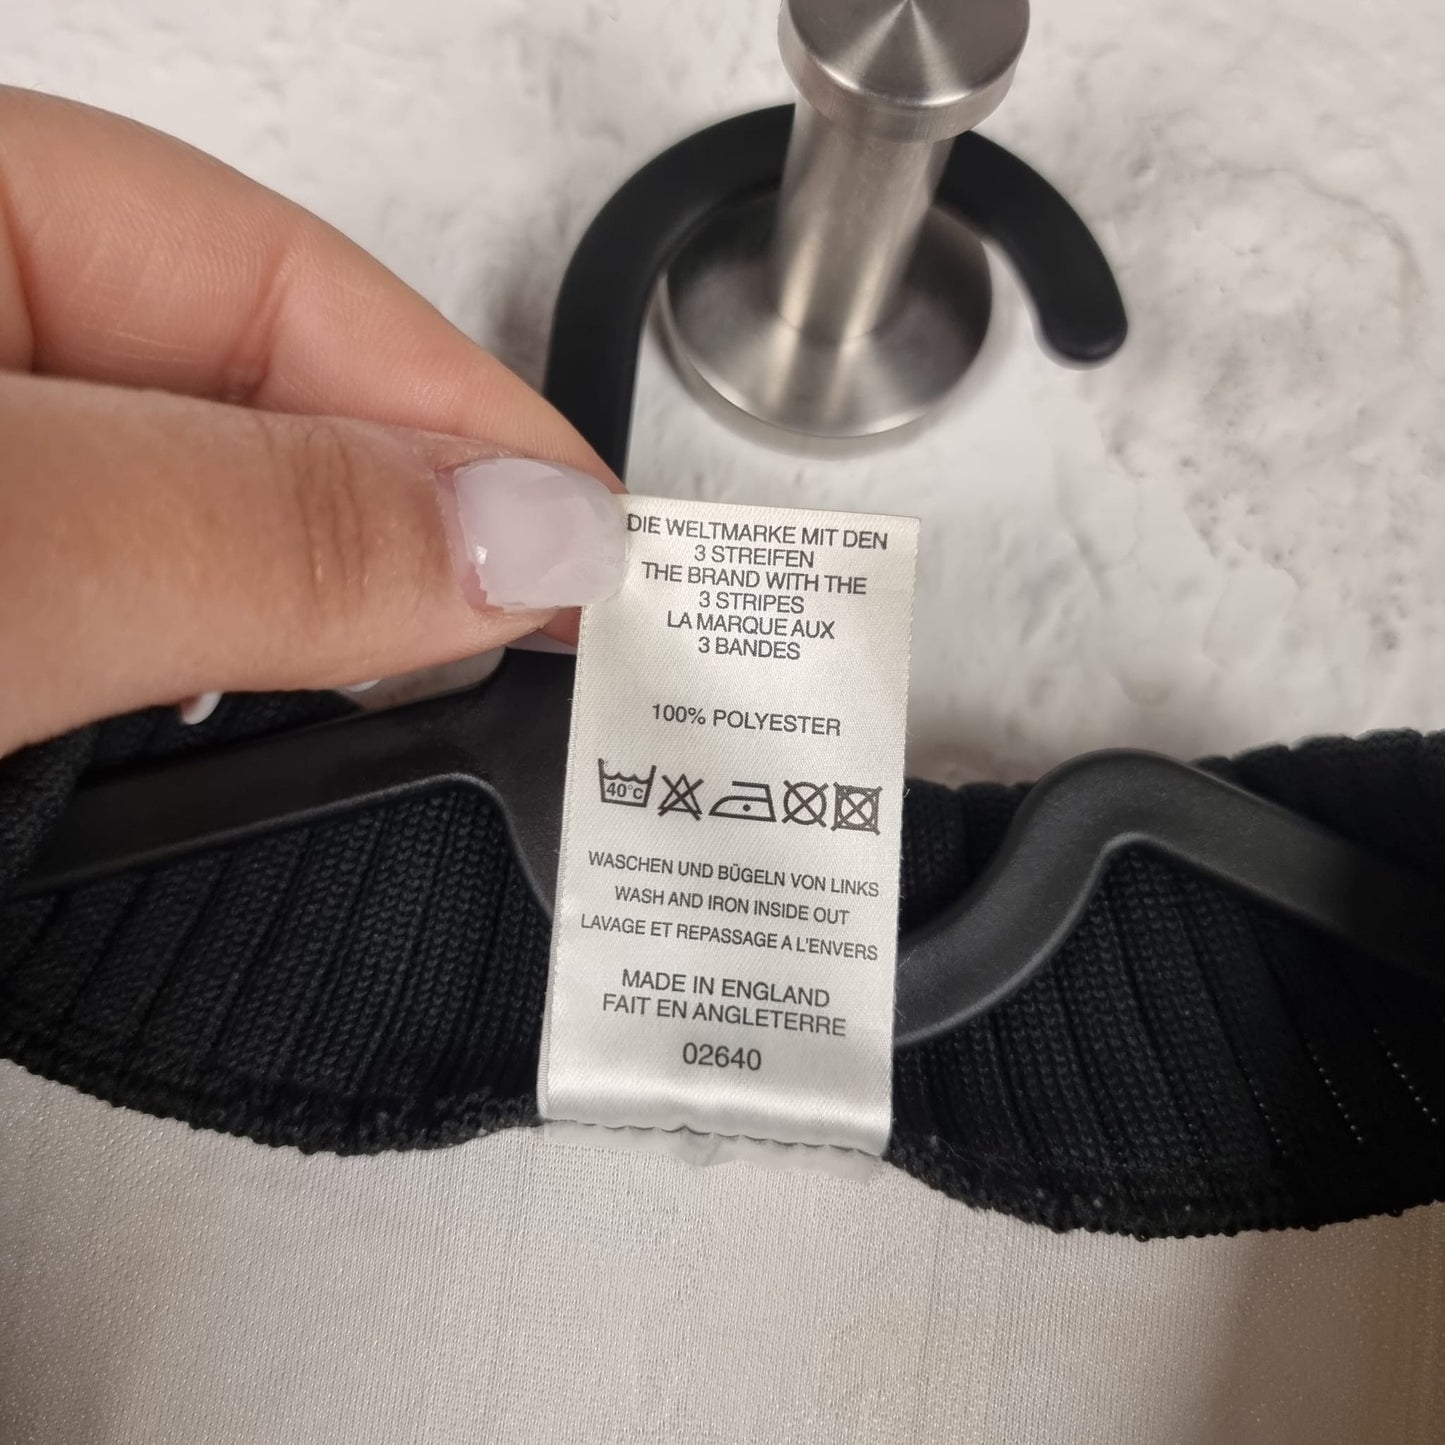 DIE WELTMARKE MIT DEN
3 STREIFEN
THE BRAND WITH THE
3 STRIPES
LA MARQUE AUX
3 BANDES
100% POLYESTER
40°c
WASCHEN UND BÜGELN VON LINKS
WASH AND IRON INSIDE OUT
LAVAGE ET REPASSAGE A L'ENVERS
MADE IN ENGLAND
FAIT EN ANGLETERRE
02640